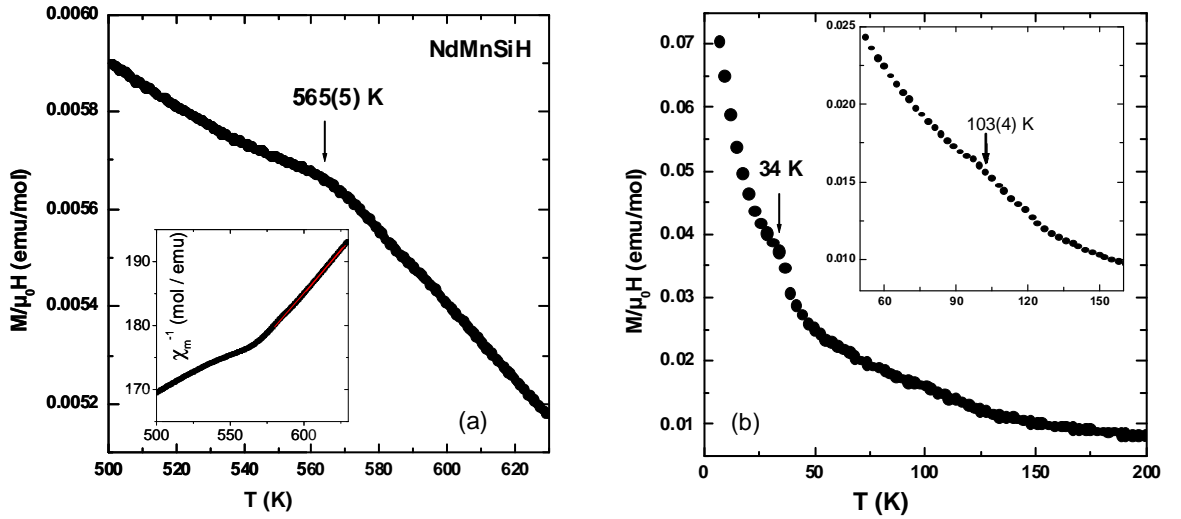 0.0060
0.0058
0.0056
0.0054
0.0052
M/μ₀H (emu/mol)
NdMnSiH
565(5) K
190
180
170
χₘ⁻¹ (mol / emu)
500 550 600
(a)
500 520 540 560 580 600 620
T (K)
0.07
0.06
0.05
0.04
0.03
0.02
0.01
M/μ₀H (emu/mol)
34 K
0.025
0.020
0.015
0.010
103(4) K
60 90 120 150
(b)
0 50 100 150 200
T (K)